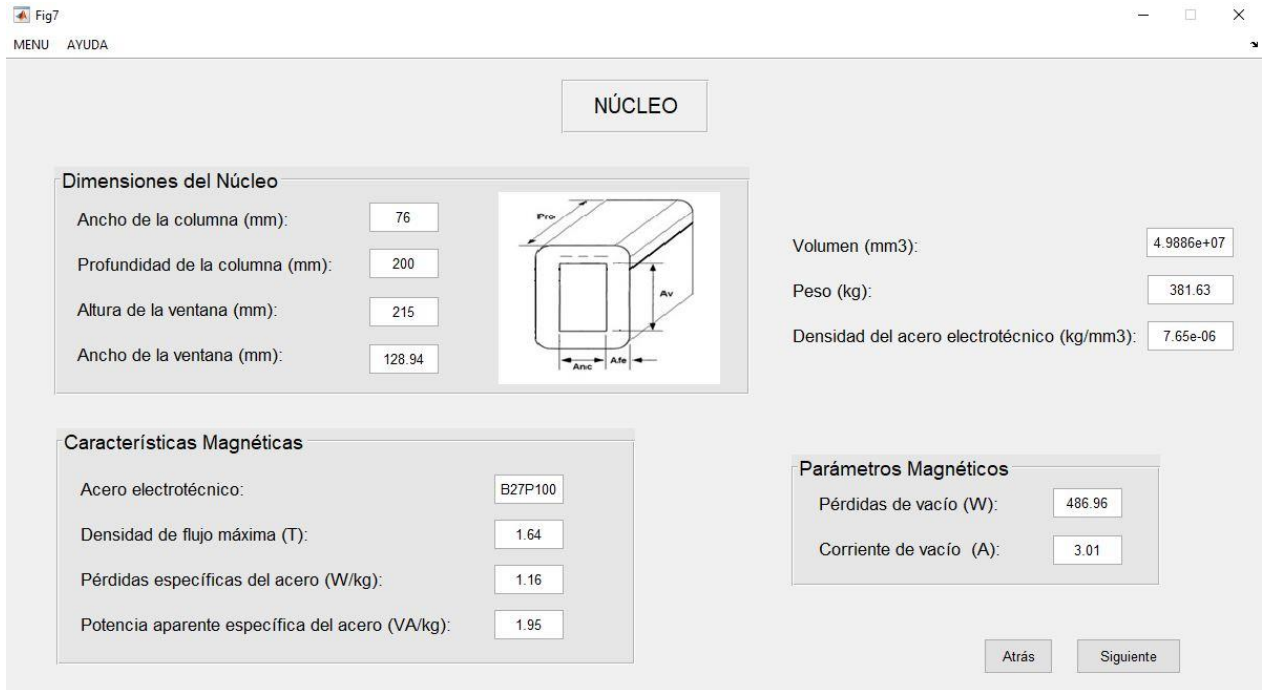 Fig7
MENU AYUDA
NÚCLEO
Dimensiones del Núcleo
Ancho de la columna (mm): 76
Profundidad de la columna (mm): 200
Altura de la ventana (mm): 215
Ancho de la ventana (mm): 128.94
Pro
Av
Anc Afe
Volumen (mm3): 4.9886e+07
Peso (kg): 381.63
Densidad del acero electrotécnico (kg/mm3): 7.65e-06
Características Magnéticas
Acero electrotécnico: B27P100
Densidad de flujo máxima (T): 1.64
Pérdidas específicas del acero (W/kg): 1.16
Potencia aparente específica del acero (VA/kg): 1.95
Parámetros Magnéticos
Pérdidas de vacío (W): 486.96
Corriente de vacío (A): 3.01
Atrás Siguiente